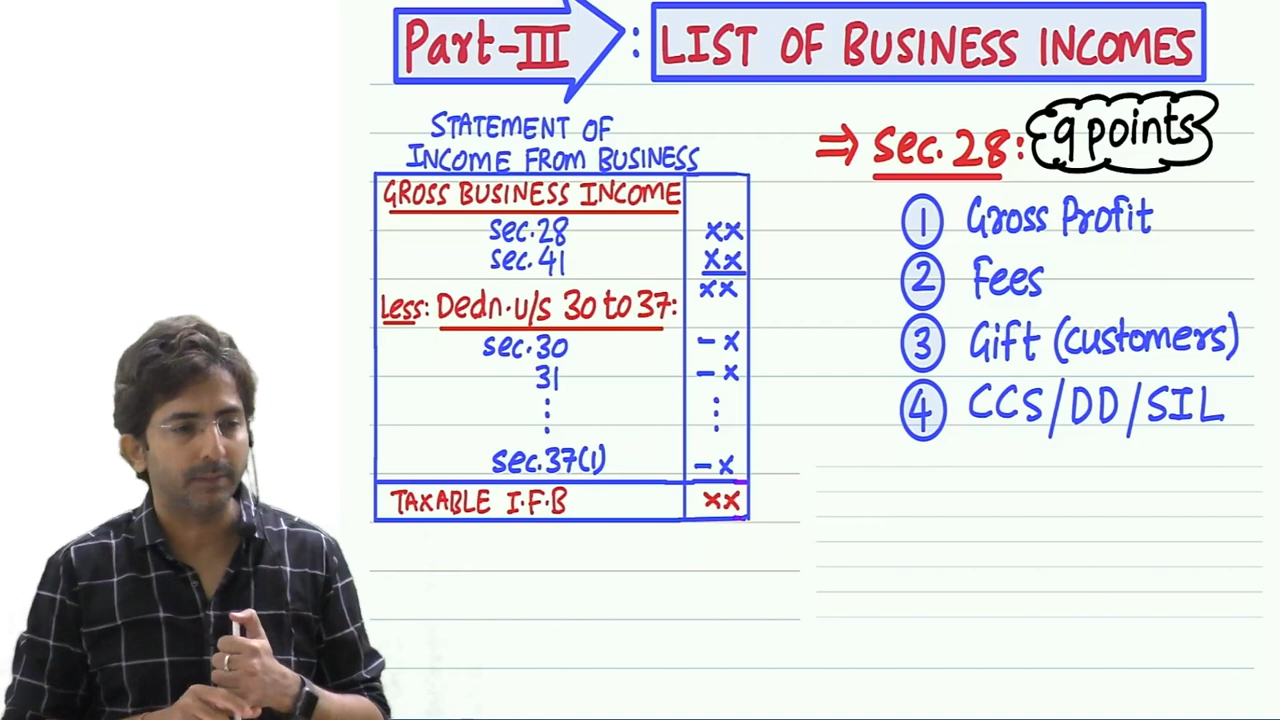 Part-III : LIST OF BUSINESS INCOMES
STATEMENT OF
INCOME FROM BUSINESS
GROSS BUSINESS INCOME
sec.28 xx
sec.41 xx
xx
Less: Dedn.u/s 30 to 37:
sec.30 - x
31 - x
sec.37(1) - x
TAXABLE I.F.B xx
⇒ sec.28: 9 points
1 Gross Profit
2 Fees
3 Gift (customers)
4 CCS/DD/SIL